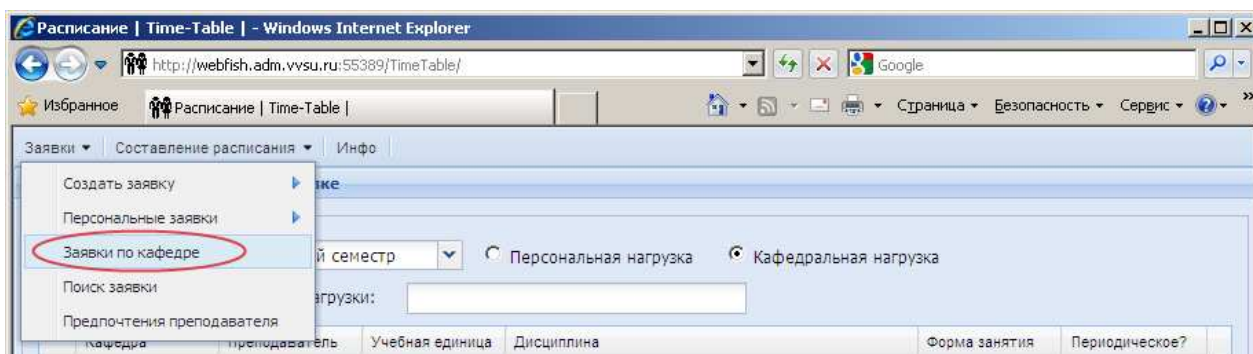 Расписание | Time-Table | - Windows Internet Explorer
http://webfish.adm.vvsu.ru:55389/TimeTable/ Google
Избранное Расписание | Time-Table | Страница Безопасность Сервис »
Заявки Составление расписания Инфо
Создать заявку ке
Персональные заявки
Заявки по кафедре й семестр Персональная нагрузка Кафедральная нагрузка
Поиск заявки агрузки:
Предпочтения преподавателя
Кафедра Преподаватель Учебная единица Дисциплина Форма занятия Периодическое?